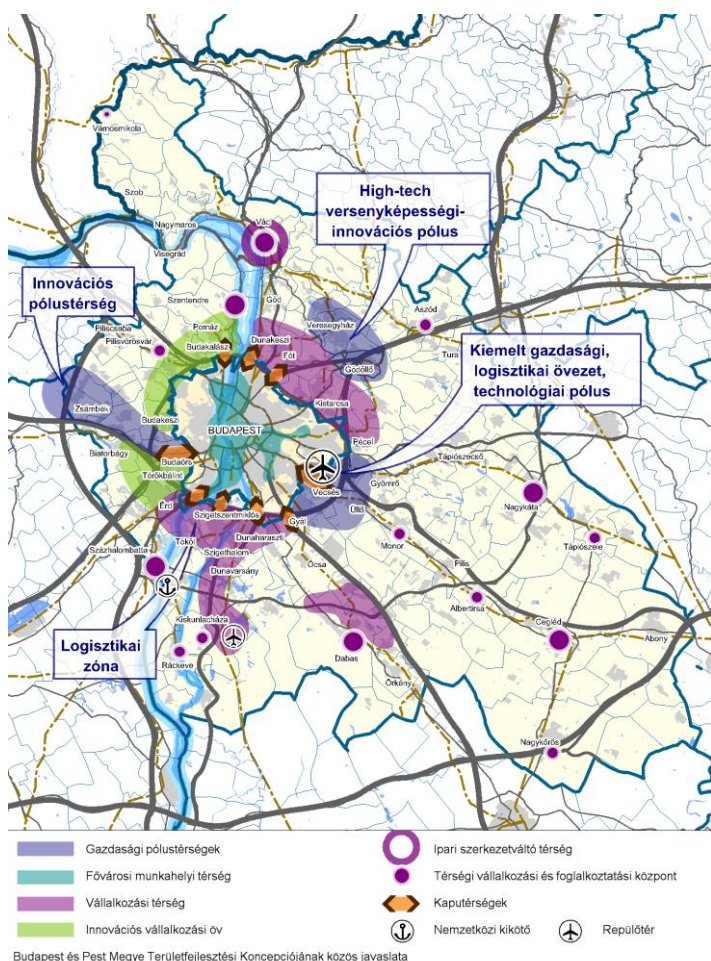 Vámosmikola
Szob
Nagymaros
Visegrád
Vác
High-tech
versenyképességi-
innovációs pólus
Innovációs
pólustérség
Szentendre
Göd
Piliscsaba
Pilisvörösvár
Pomáz
Budakalász
Dunakeszi
Fót
Veresegyház
Aszód
Gödöllő
Tura
Kiemelt gazdasági,
logisztikai övezet,
technológiai pólus
Zsámbék
Budakeszi
Kistarcsa
BUDAPEST
Pécel
Biatorbágy
Budaörs
Törökbálint
Tápiószecső
Vecsés
Gyömrő
Üllő
Nagykáta
Érd
Szigetszentmiklós
Gyál
Tököl
Dunaharaszti
Szigethalom
Monor
Tápiószele
Százhalombatta
Dunavarsány
Ócsa
Pilis
Albertirsa
Cegléd
Abony
Kiskunlacháza
Logisztikai
zóna
Ráckeve
Dabas
Örkény
Nagykőrös
Gazdasági pólustérségek
Fővárosi munkahelyi térség
Vállalkozási térség
Innovációs vállalkozási öv
Ipari szerkezetváltó térség
Térségi vállalkozási és foglalkoztatási központ
Kaputérségek
Nemzetközi kikötő
Repülőtér
Budapest és Pest Megye Területfejlesztési Koncepciójának közös javaslata